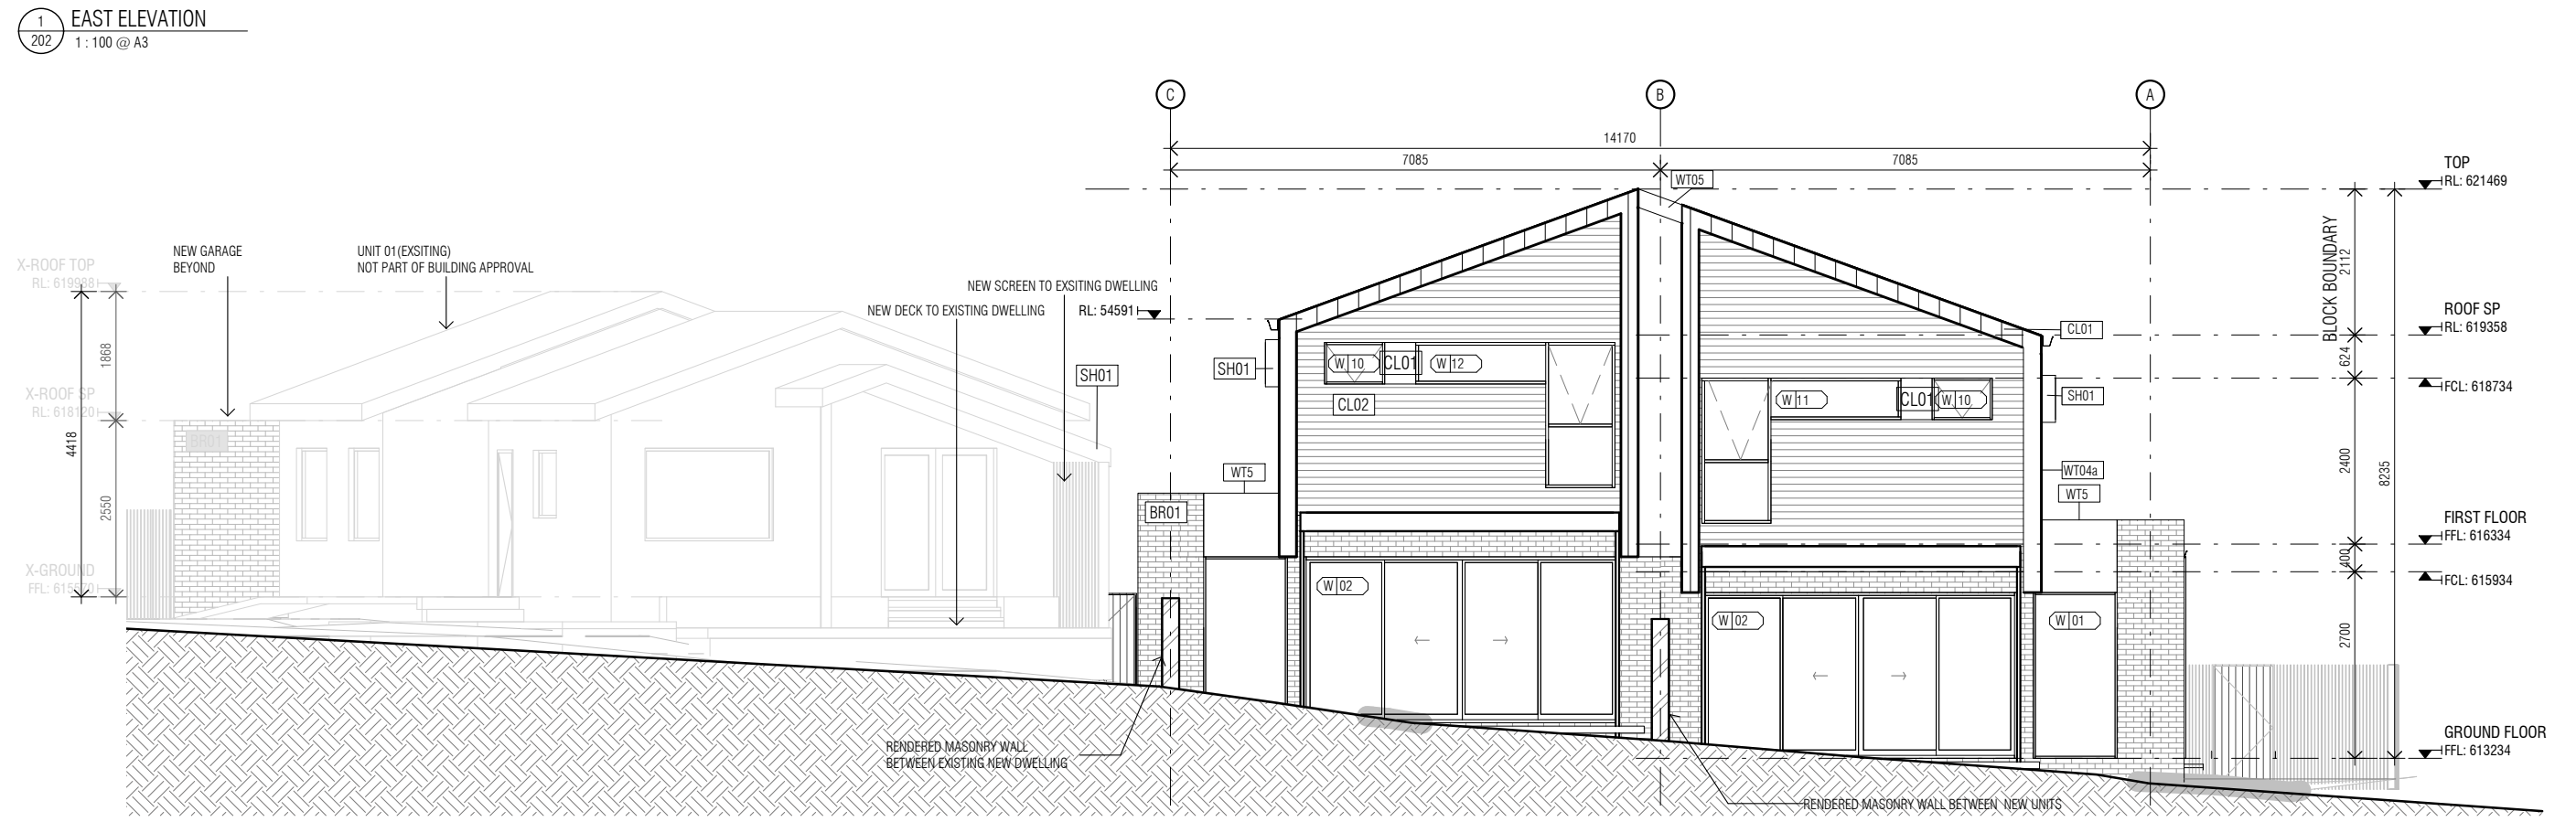 1
202
EAST ELEVATION
1 : 100 @ A3
C
B
A
14170
7085
7085
WT05
TOP
RL: 621469
BLOCK BOUNDARY
2112
ROOF SP
RL: 619358
624
FCL: 618734
2400
8235
FIRST FLOOR
FFL: 616334
400
FCL: 615934
2700
GROUND FLOOR
FFL: 613234
X-ROOF TOP
RL: 619988
1868
X-ROOF SP
RL: 618120
4418
2550
X-GROUND
FFL: 615570
NEW GARAGE
BEYOND
UNIT 01(EXSITING)
NOT PART OF BUILDING APPROVAL
NEW SCREEN TO EXSITING DWELLING
NEW DECK TO EXISTING DWELLING
RL: 54591
BR01
SH01
SH01
W 10
CL01
W 12
CL02
WT5
BR01
W 02
CL01
W 11
CL01
W 10
SH01
WT04a
WT5
W 02
W 01
RENDERED MASONRY WALL
BETWEEN EXISTING NEW DWELLING
RENDERED MASONRY WALL BETWEEN NEW UNITS